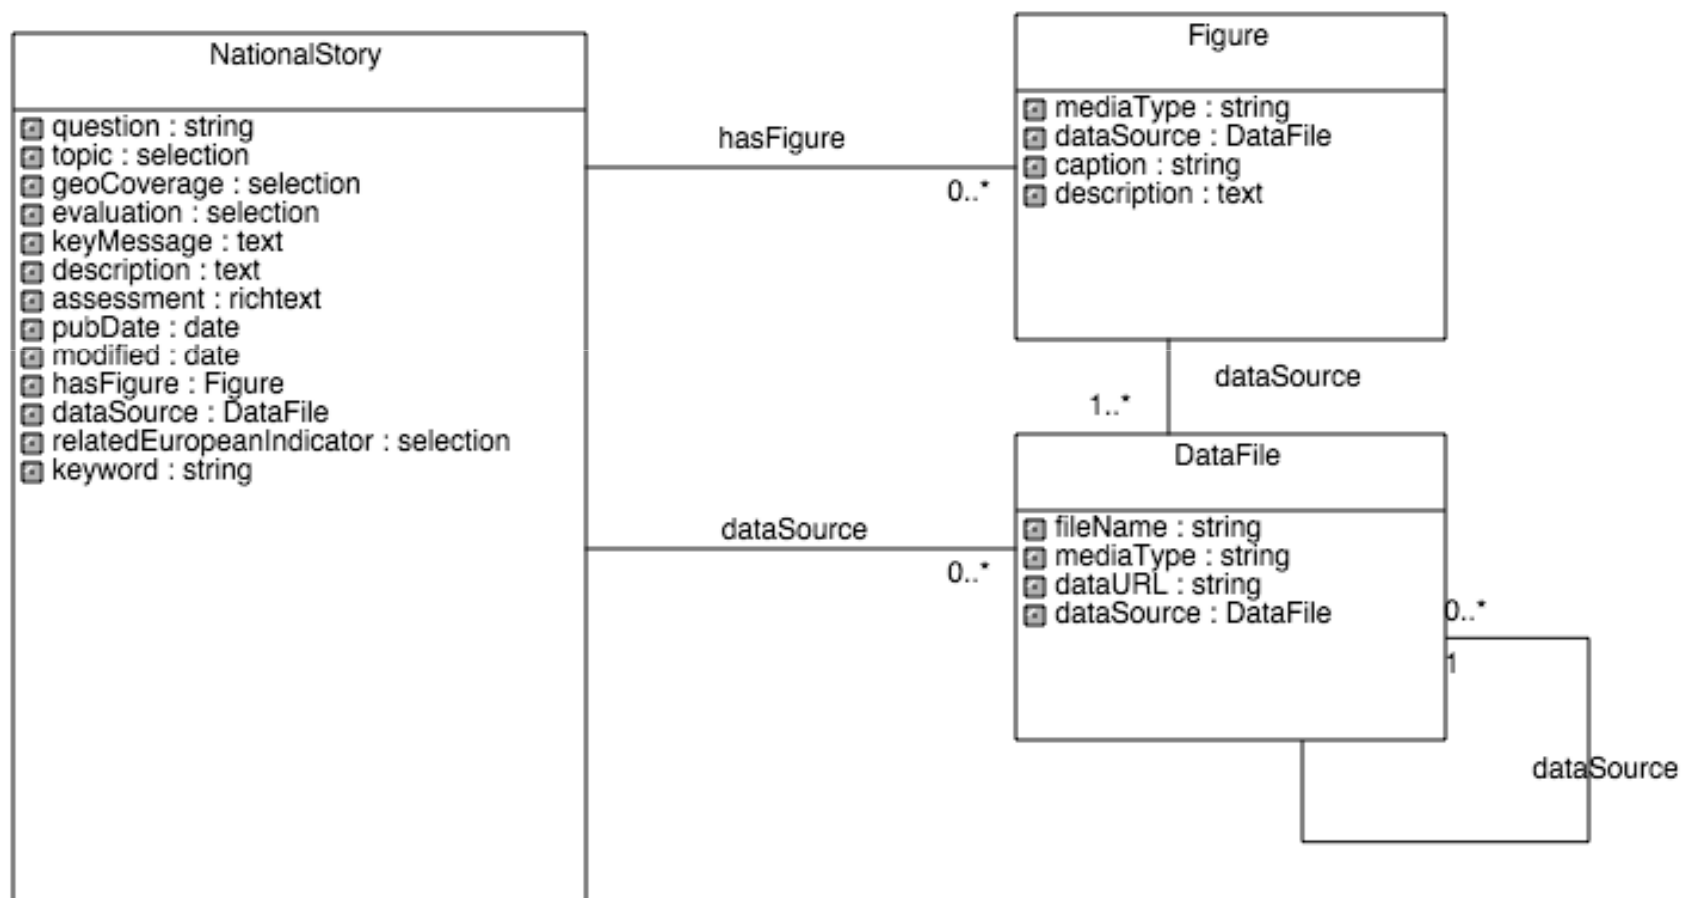 NationalStory
question : string
topic : selection
geoCoverage : selection
evaluation : selection
keyMessage : text
description : text
assessment : richtext
pubDate : date
modified : date
hasFigure : Figure
dataSource : DataFile
relatedEuropeanIndicator : selection
keyword : string
hasFigure
0..*
Figure
mediaType : string
dataSource : DataFile
caption : string
description : text
dataSource
1..*
dataSource
0..*
DataFile
fileName : string
mediaType : string
dataURL : string
dataSource : DataFile
0..*
1
dataSource